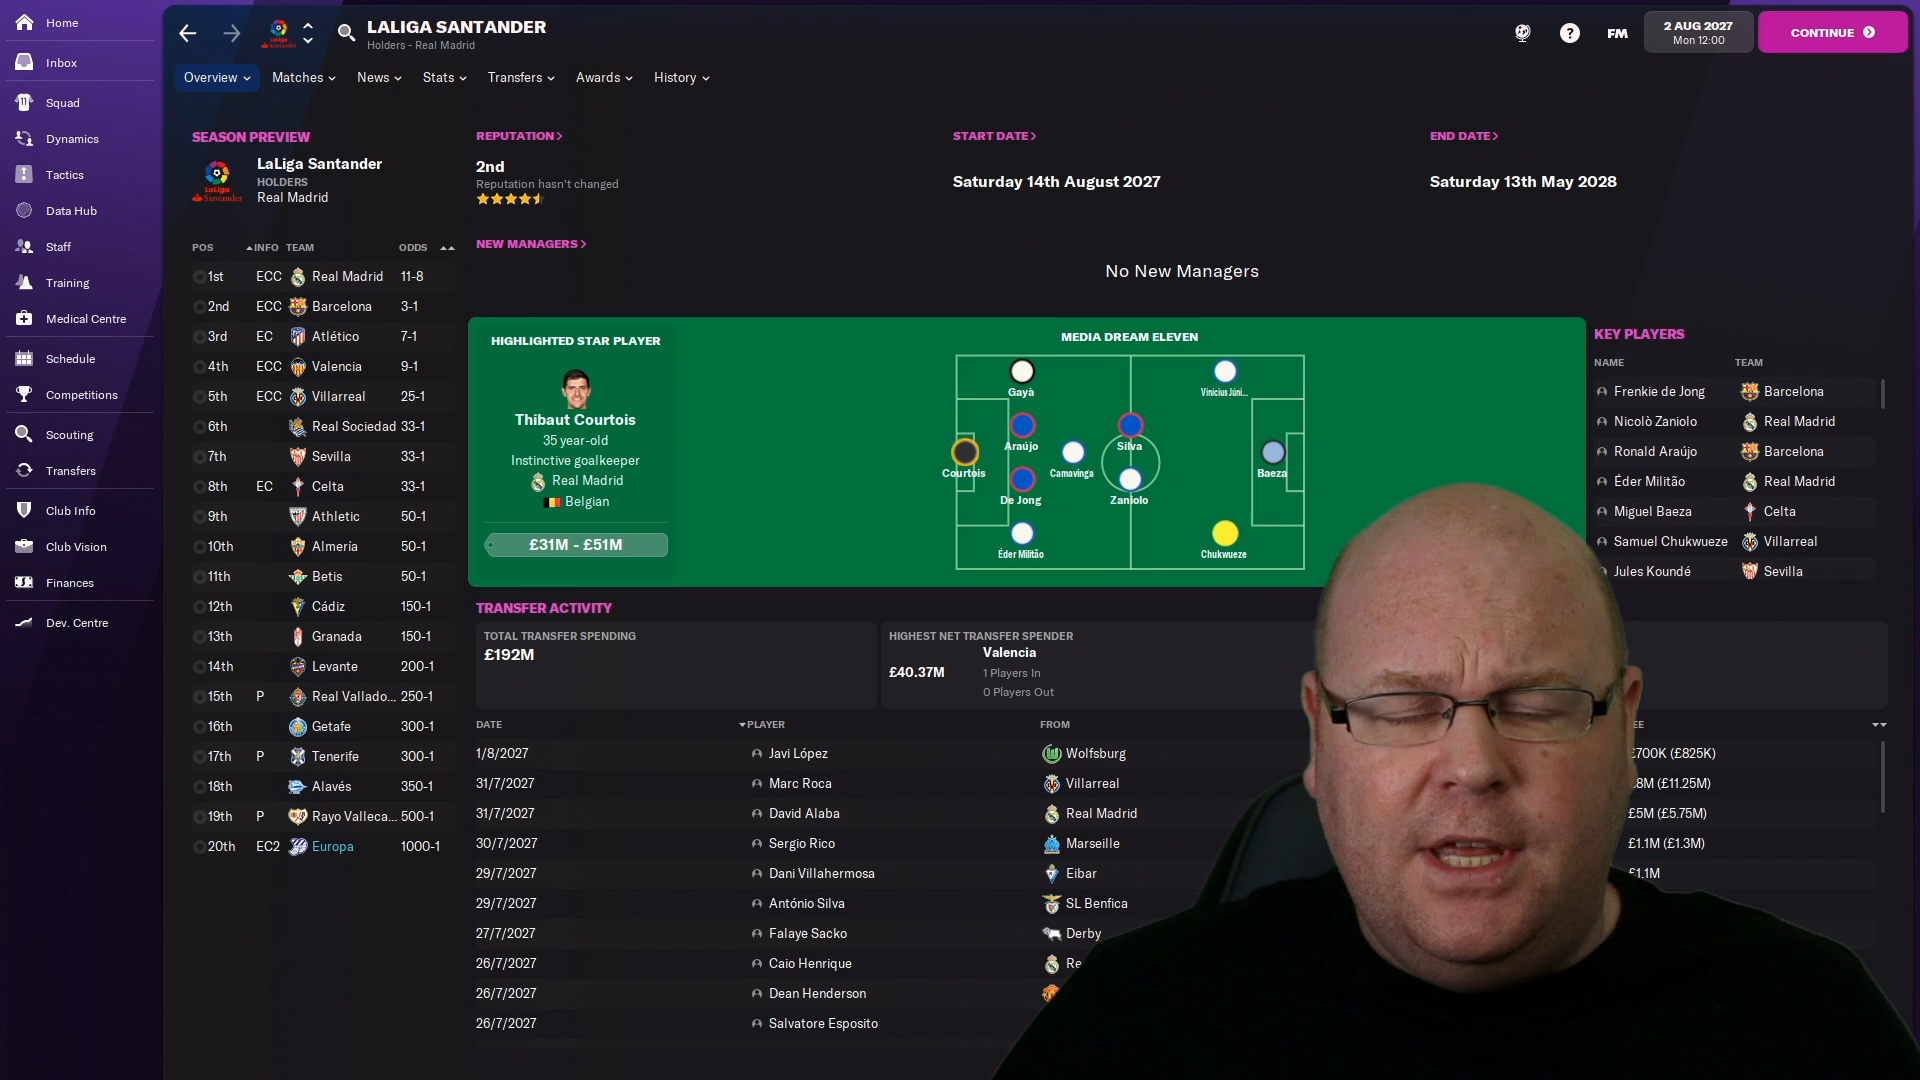 Home
Inbox
Squad
Dynamics
Tactics
Data Hub
Staff
Training
Medical Centre
Schedule
Competitions
Scouting
Transfers
Club Info
Club Vision
Finances
Dev. Centre
LALIGA SANTANDER
Holders - Real Madrid
FM
2 AUG 2027
Mon 12:00
CONTINUE
Overview Matches News Stats Transfers Awards History
SEASON PREVIEW
LaLiga Santander
HOLDERS
Real Madrid
REPUTATION
2nd
Reputation hasn't changed
START DATE
Saturday 14th August 2027
END DATE
Saturday 13th May 2028
POS INFO TEAM ODDS
1st ECC Real Madrid 11-8
2nd ECC Barcelona 3-1
3rd EC Atlético 7-1
4th ECC Valencia 9-1
5th ECC Villarreal 25-1
6th Real Sociedad 33-1
7th Sevilla 33-1
8th EC Celta 33-1
9th Athletic 50-1
10th Almería 50-1
11th Betis 50-1
12th Cádiz 150-1
13th Granada 150-1
14th Levante 200-1
15th P Real Vallado... 250-1
16th Getafe 300-1
17th P Tenerife 300-1
18th Alavés 350-1
19th P Rayo Valleca... 500-1
20th EC2 Europa 1000-1
NEW MANAGERS
No New Managers
HIGHLIGHTED STAR PLAYER
Thibaut Courtois
35 year-old
Instinctive goalkeeper
Real Madrid
Belgian
£31M - £51M
MEDIA DREAM ELEVEN
Gayà
Vinícius Júni...
Araújo
Silva
Courtois
Camavinga
Baeza
De Jong
Zaniolo
Éder Militão
Chukwueze
KEY PLAYERS
NAME TEAM
Frenkie de Jong Barcelona
Nicolò Zaniolo Real Madrid
Ronald Araújo Barcelona
Éder Militão Real Madrid
Miguel Baeza Celta
Samuel Chukwueze Villarreal
Jules Koundé Sevilla
TRANSFER ACTIVITY
TOTAL TRANSFER SPENDING
£192M
HIGHEST NET TRANSFER SPENDER
Valencia
£40.37M
1 Players In
0 Players Out
DATE PLAYER FROM
1/8/2027 Javi López Wolfsburg £700K (£825K)
31/7/2027 Marc Roca Villarreal £8M (£11.25M)
31/7/2027 David Alaba Real Madrid £5M (£5.75M)
30/7/2027 Sergio Rico Marseille £1.1M (£1.3M)
29/7/2027 Dani Villahermosa Eibar £1.1M
29/7/2027 António Silva SL Benfica
27/7/2027 Falaye Sacko Derby
26/7/2027 Caio Henrique
26/7/2027 Dean Henderson
26/7/2027 Salvatore Esposito